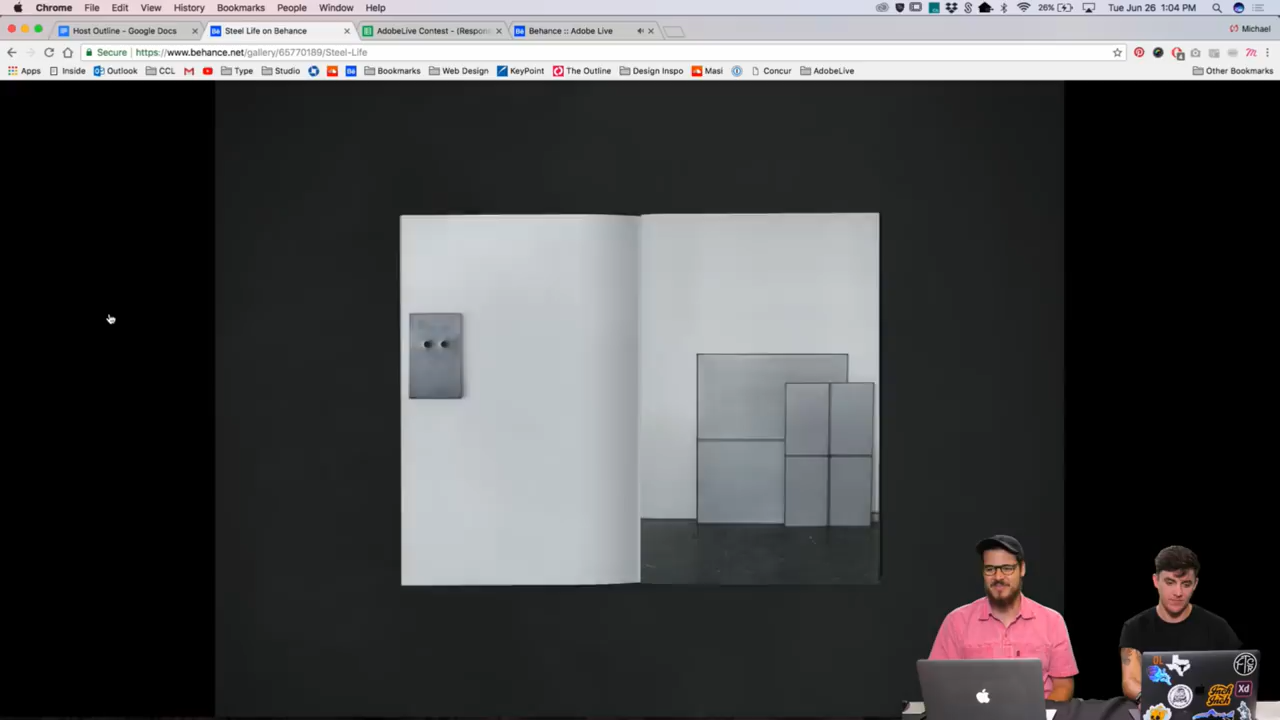 Chrome File Edit View History Bookmarks People Window Help 26% Tue Jun 26 1:04 PM
Host Outline - Google Docs Steel Life on Behance AdobeLive Contest - (Respon Behance :: Adobe Live Michael
Secure https://www.behance.net/gallery/65770189/Steel-Life
Apps Inside Outlook CCL Type Studio Bookmarks Web Design KeyPoint The Outline Design Inspo Masi Concur AdobeLive Other Bookmarks
Xd